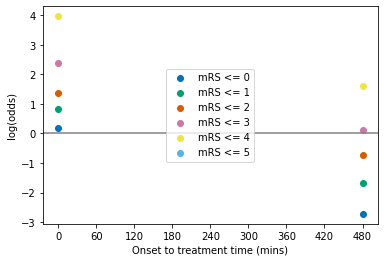 4
3
2
1
0
−1
−2
−3
log(odds)
mRS <= 0
mRS <= 1
mRS <= 2
mRS <= 3
mRS <= 4
mRS <= 5
0 60 120 180 240 300 360 420 480
Onset to treatment time (mins)